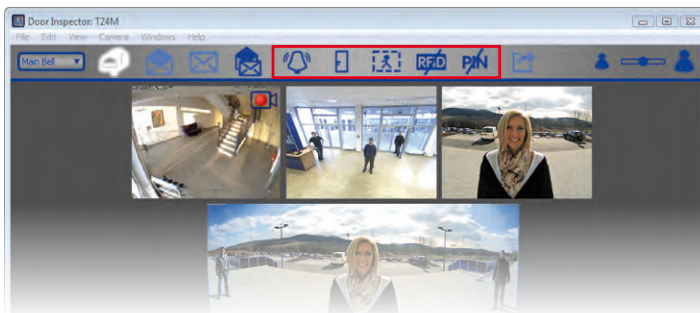 Door Inspector: T24M
File Edit View Camera Windows Help
Main Bell RFID PIN